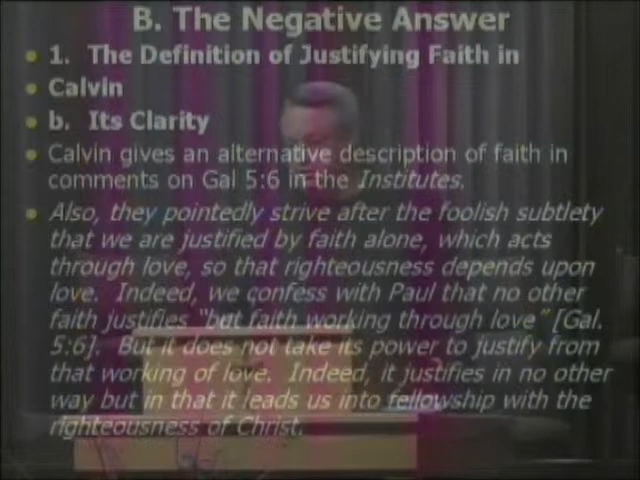 B. The Negative Answer
• 1. The Definition of Justifying Faith in
• Calvin
• b. Its Clarity
• Calvin gives an alternative description of faith in
comments on Gal 5:6 in the Institutes.
• Also, they pointedly strive after the foolish subtlety
that we are justified by faith alone, which acts
through love, so that righteousness depends upon
love. Indeed, we confess with Paul that no other
faith justifies "but faith working through love" [Gal.
5:6]. But it does not take its power to justify from
that working of love. Indeed, it justifies in no other
way but in that it leads us into fellowship with the
righteousness of Christ.